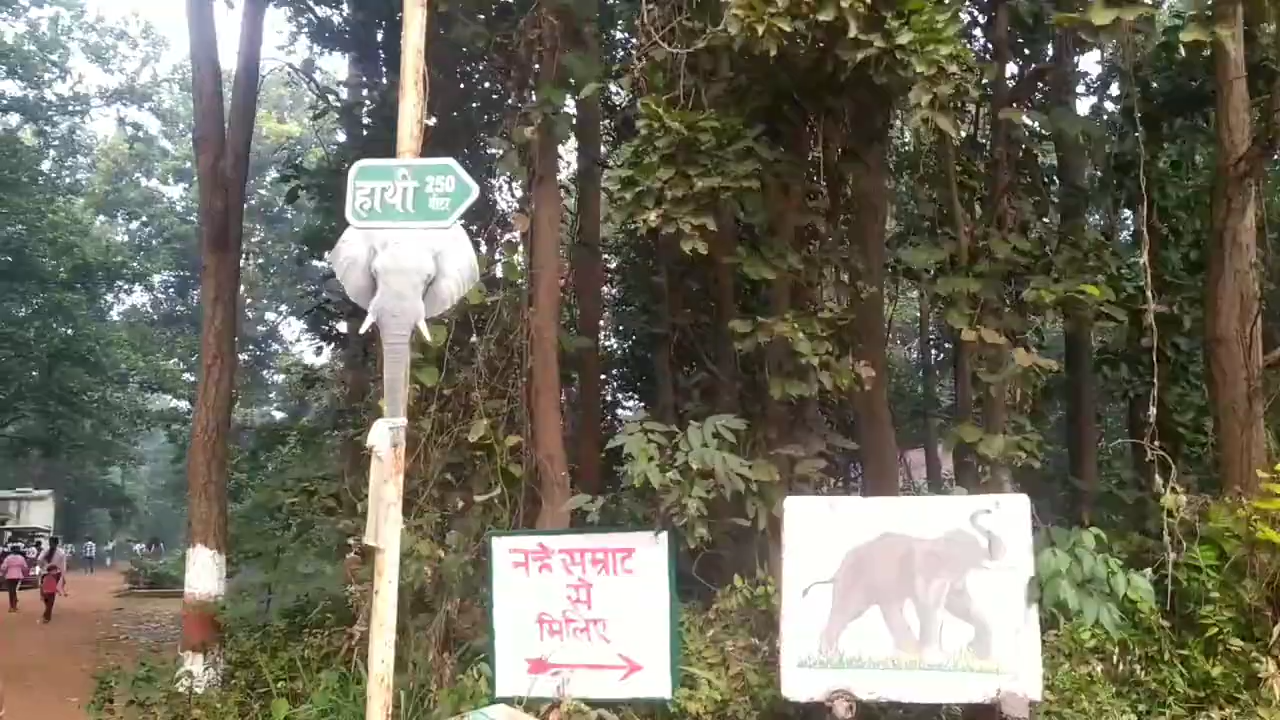 हाथी 250
मीटर
नन्हे सम्राट
से
मिलिए